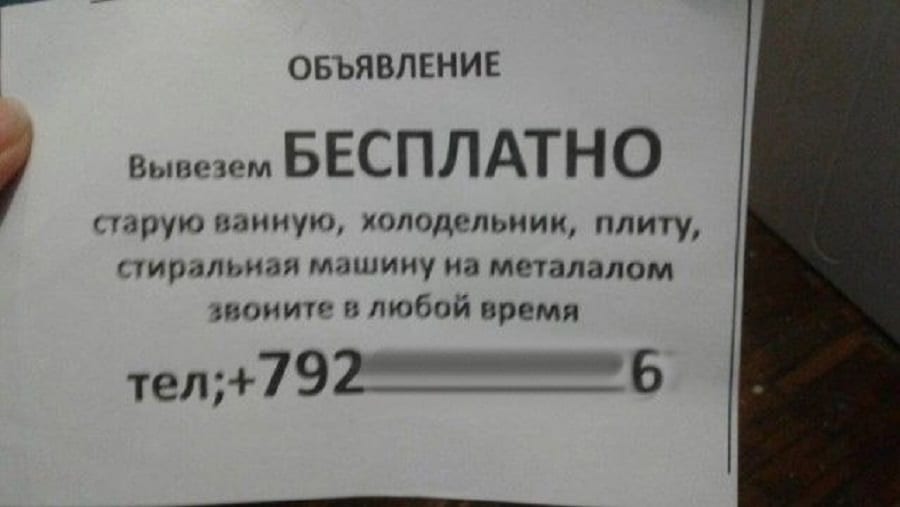 ОБЪЯВЛЕНИЕ
Вывезем БЕСПЛАТНО
старую ванную, холодельник, плиту,
стиральная машину на металалом
звоните в любой время
тел;+792 6